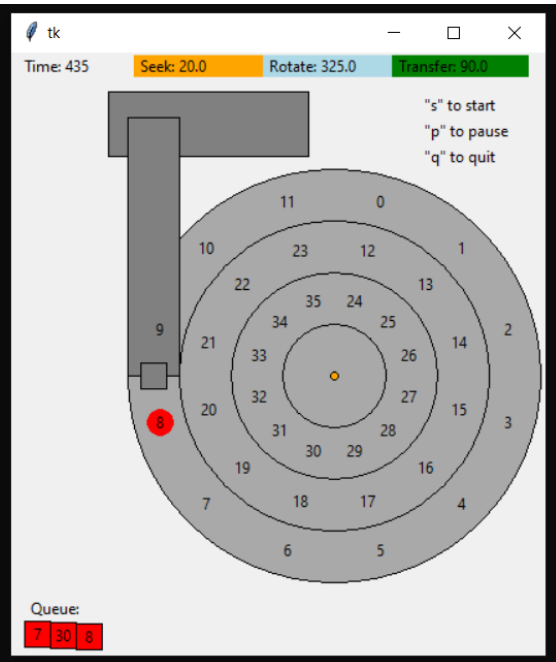 tk
Time: 435 Seek: 20.0 Rotate: 325.0 Transfer: 90.0
"s" to start
"p" to pause
"q" to quit
11 0
10 1
23 12
22 13
35 24
34 25
9 2
21 14
33 26
32 27
20 15
8 3
31 28
30 29
19 16
18 17
7 4
6 5
Queue:
7 30 8